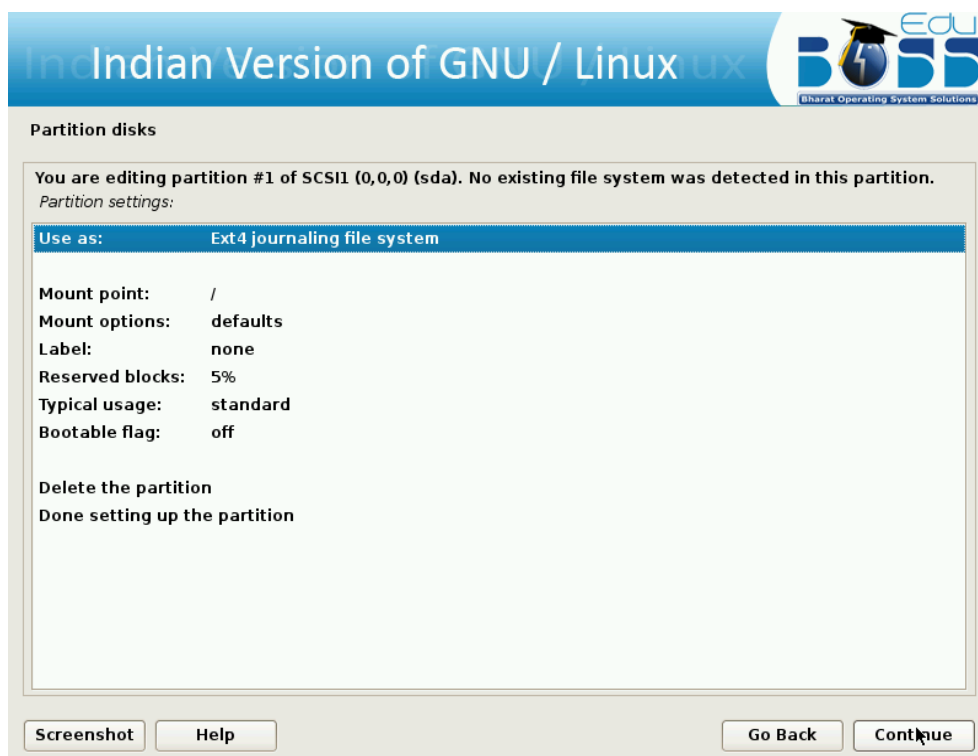 Indian Version of GNU / Linux
Edu
BOSS
Bharat Operating System Solutions
Partition disks
You are editing partition #1 of SCSI1 (0,0,0) (sda). No existing file system was detected in this partition.
Partition settings:
Use as: Ext4 journaling file system
Mount point: /
Mount options: defaults
Label: none
Reserved blocks: 5%
Typical usage: standard
Bootable flag: off
Delete the partition
Done setting up the partition
Screenshot Help Go Back Continue